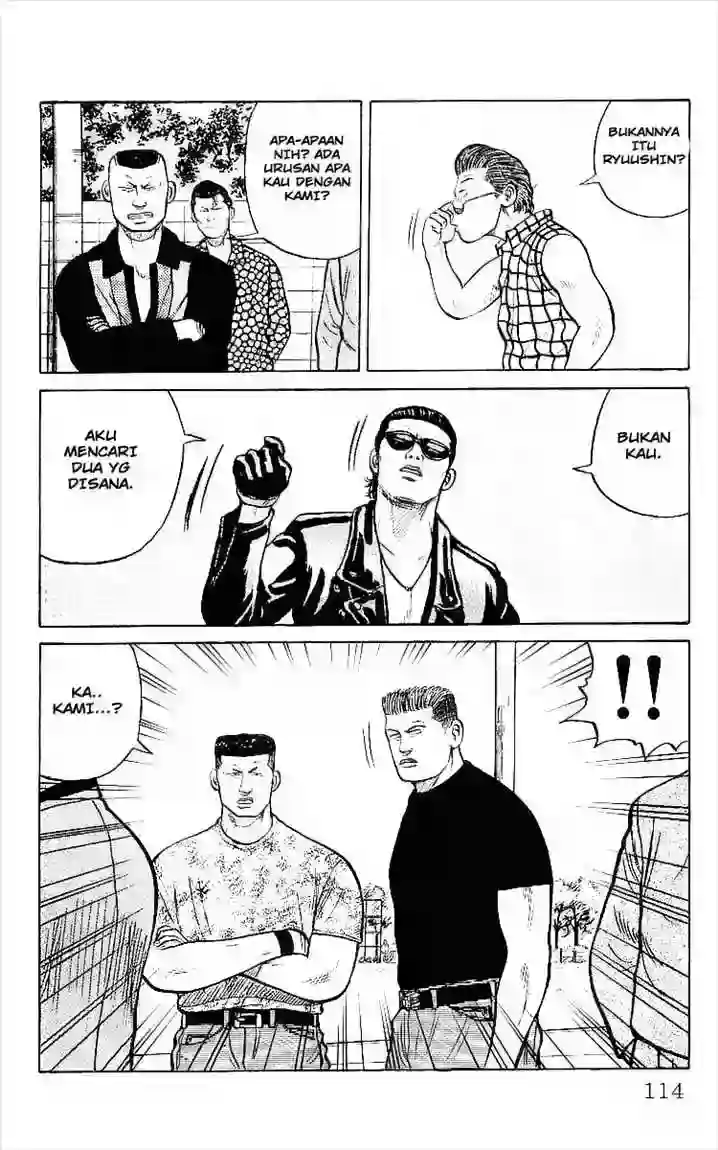 BUKANNYA
ITU
RYUUSHIN?
APA-APAAN
NIH? ADA
URUSAN APA
KAU DENGAN
KAMI?
BUKAN
KAU.
AKU
MENCARI
DUA YG
DISANA.
!!
KA..
KAMI...?
114